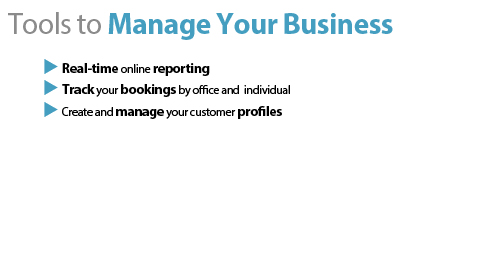 Tools to Manage Your Business
Real-time online reporting
Track your bookings by office and individual
Create and manage your customer profiles